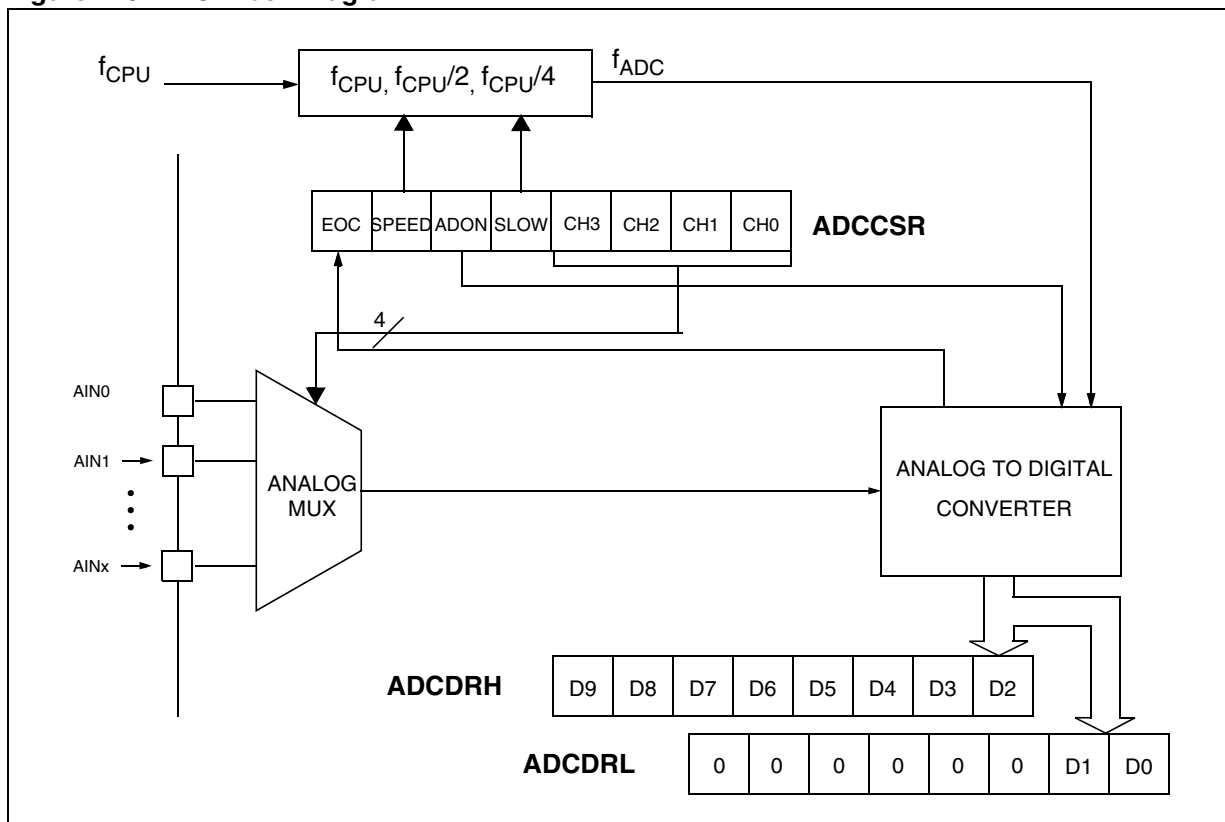 fCPU
fCPU, fCPU/2, fCPU/4
fADC
EOC SPEED ADON SLOW CH3 CH2 CH1 CH0
ADCCSR
4
AIN0
AIN1
AINx
ANALOG
MUX
ANALOG TO DIGITAL
CONVERTER
ADCDRH
D9 D8 D7 D6 D5 D4 D3 D2
ADCDRL
0 0 0 0 0 0 D1 D0